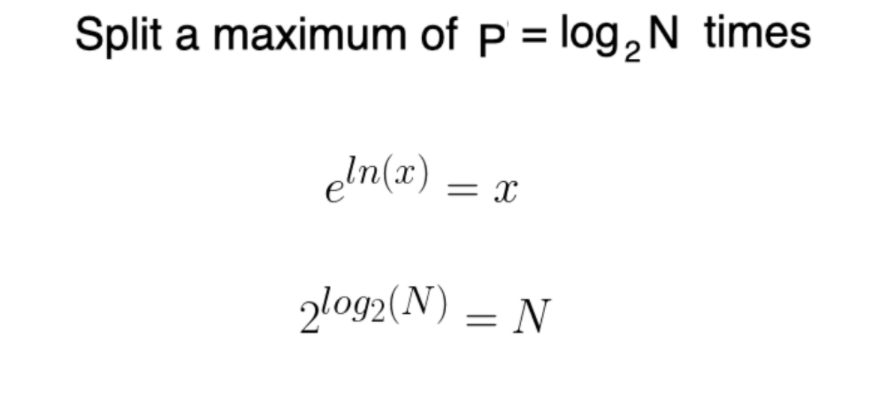 Split a maximum of P = log₂N times
e^{ln(x)} = x
2^{log₂(N)} = N